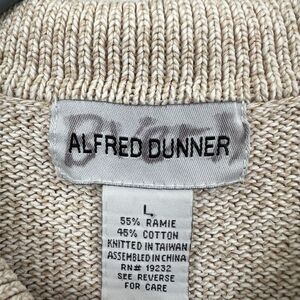 ALFRED DUNNER
L
55% RAMIE
45% COTTON
KNITTED IN TAIWAN
ASSEMBLED IN CHINA
RN# 19232
SEE REVERSE
FOR CARE